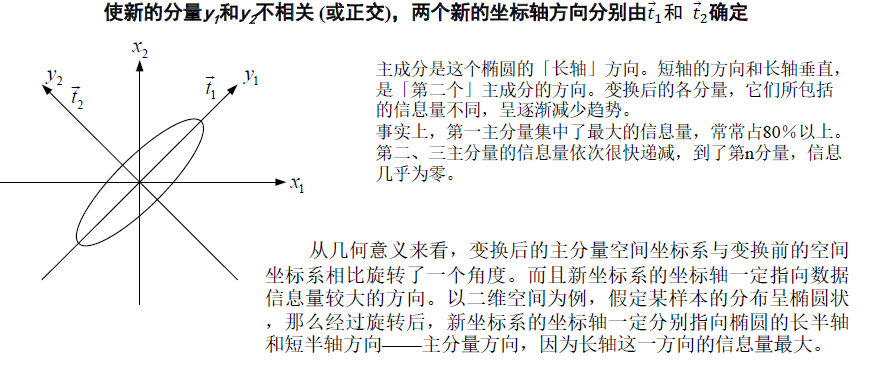 使新的分量y₁和y₂不相关 (或正交)，两个新的坐标轴方向分别由t⃗₁和 t⃗₂确定
x₂
y₂
t⃗₂
t⃗₁
y₁
x₁
主成分是这个椭圆的「长轴」方向。短轴的方向和长轴垂直，
是「第二个」主成分的方向。变换后的各分量，它们所包括
的信息量不同，呈逐渐减少趋势。
事实上，第一主分量集中了最大的信息量，常常占80％以上。
第二、三主分量的信息量依次很快递减，到了第n分量，信息
几乎为零。
从几何意义来看，变换后的主分量空间坐标系与变换前的空间
坐标系相比旋转了一个角度。而且新坐标系的坐标轴一定指向数据
信息量较大的方向。以二维空间为例，假定某样本的分布呈椭圆状
，那么经过旋转后，新坐标系的坐标轴一定分别指向椭圆的长半轴
和短半轴方向——主分量方向，因为长轴这一方向的信息量最大。